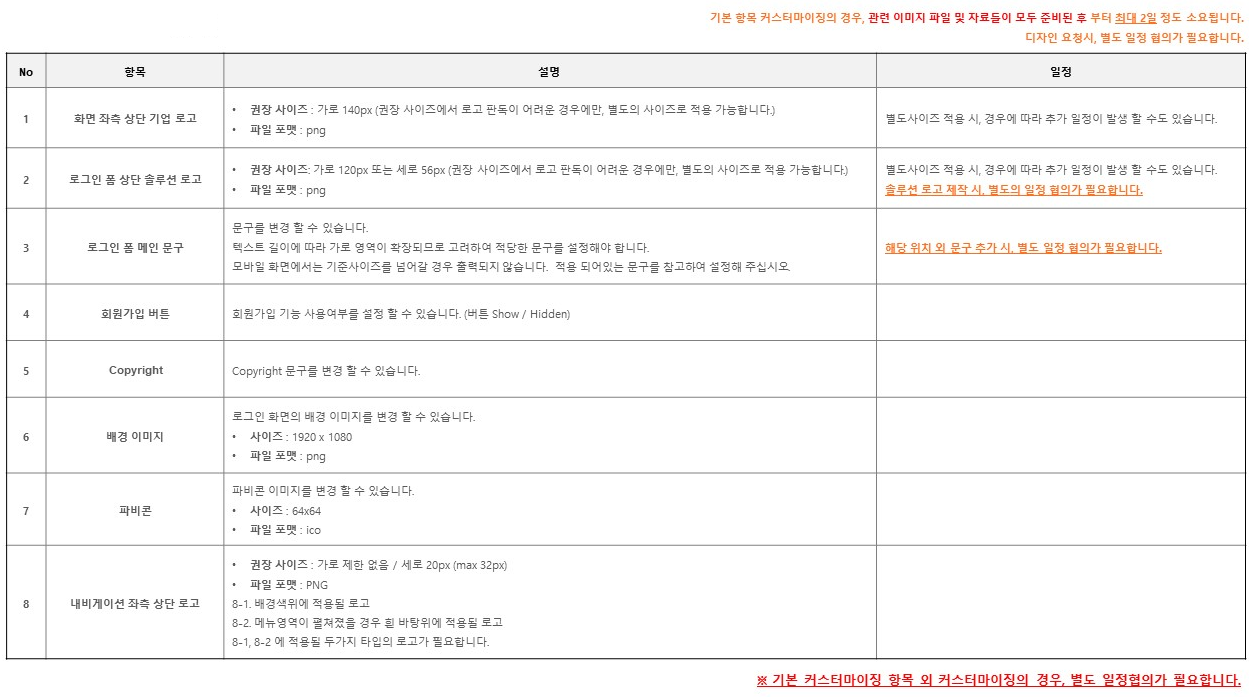 기본 항목 커스터마이징의 경우, 관련 이미지 파일 및 자료들이 모두 준비된 후 부터 최대 2일 정도 소요됩니다.
디자인 요청시, 별도 일정 협의가 필요합니다.
No 항목 설명 일정
1 화면 좌측 상단 기업 로고
• 권장 사이즈 : 가로 140px (권장 사이즈에서 로고 판독이 어려운 경우에만, 별도의 사이즈로 적용 가능합니다.)
• 파일 포맷 : png
별도사이즈 적용 시, 경우에 따라 추가 일정이 발생 할 수도 있습니다.
2 로그인 폼 상단 솔루션 로고
• 권장 사이즈: 가로 120px 또는 세로 56px (권장 사이즈에서 로고 판독이 어려운 경우에만, 별도의 사이즈로 적용 가능합니다.)
• 파일 포맷 : png
별도사이즈 적용 시, 경우에 따라 추가 일정이 발생 할 수도 있습니다.
솔루션 로고 제작 시, 별도의 일정 협의가 필요합니다.
3 로그인 폼 메인 문구
문구를 변경 할 수 있습니다.
텍스트 길이에 따라 가로 영역이 확장되므로 고려하여 적당한 문구를 설정해야 합니다.
모바일 화면에서는 기준사이즈를 넘어갈 경우 출력되지 않습니다. 적용 되어있는 문구를 참고하여 설정해 주십시오.
해당 위치 외 문구 추가 시, 별도 일정 협의가 필요합니다.
4 회원가입 버튼
회원가입 기능 사용여부를 설정 할 수 있습니다. (버튼 Show / Hidden)
5 Copyright
Copyright 문구를 변경 할 수 있습니다.
6 배경 이미지
로그인 화면의 배경 이미지를 변경 할 수 있습니다.
• 사이즈 : 1920 x 1080
• 파일 포맷 : png
7 파비콘
파비콘 이미지를 변경 할 수 있습니다.
• 사이즈 : 64x64
• 파일 포맷 : ico
8 내비게이션 좌측 상단 로고
• 권장 사이즈 : 가로 제한 없음 / 세로 20px (max 32px)
• 파일 포맷 : PNG
8-1. 배경색위에 적용될 로고
8-2. 메뉴영역이 펼쳐졌을 경우 흰 바탕위에 적용될 로고
8-1, 8-2 에 적용될 두가지 타입의 로고가 필요합니다.
※ 기본 커스터마이징 항목 외 커스터마이징의 경우, 별도 일정협의가 필요합니다.